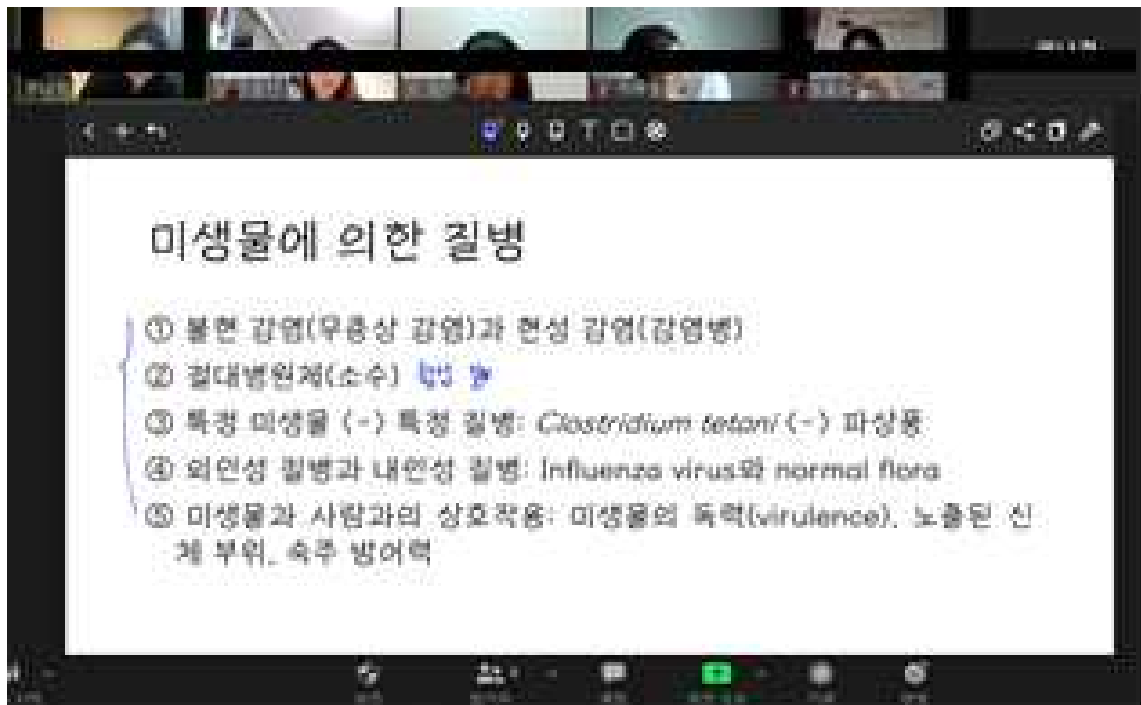 미생물에 의한 질병
① 불현 감염(무증상 감염)과 현성 감염(감염병)
② 절대병원체(소수)
③ 특정 미생물 (-) 특정 질병: Clostridium tetani (-) 파상풍
④ 외인성 질병과 내인성 질병: Influenza virus와 normal flora
⑤ 미생물과 사람과의 상호작용: 미생물의 독력(virulence), 노출된 신
체 부위, 숙주 방어력